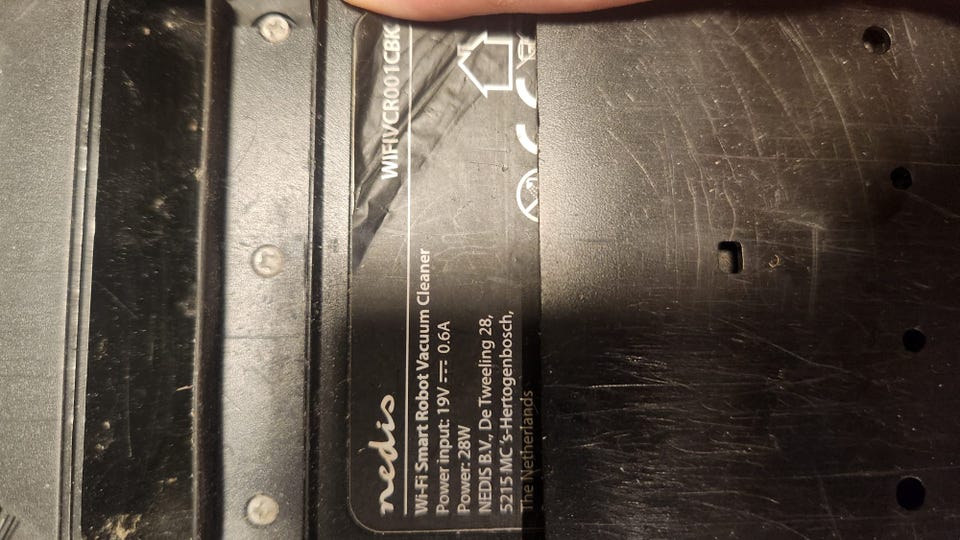 nedis
WIFIVCR001CBK
Wi-Fi Smart Robot Vacuum Cleaner
Power input: 19V ⎓ 0.6A
Power: 28W
NEDIS B.V., De Tweeling 28,
5215 MC 's-Hertogenbosch,
The Netherlands